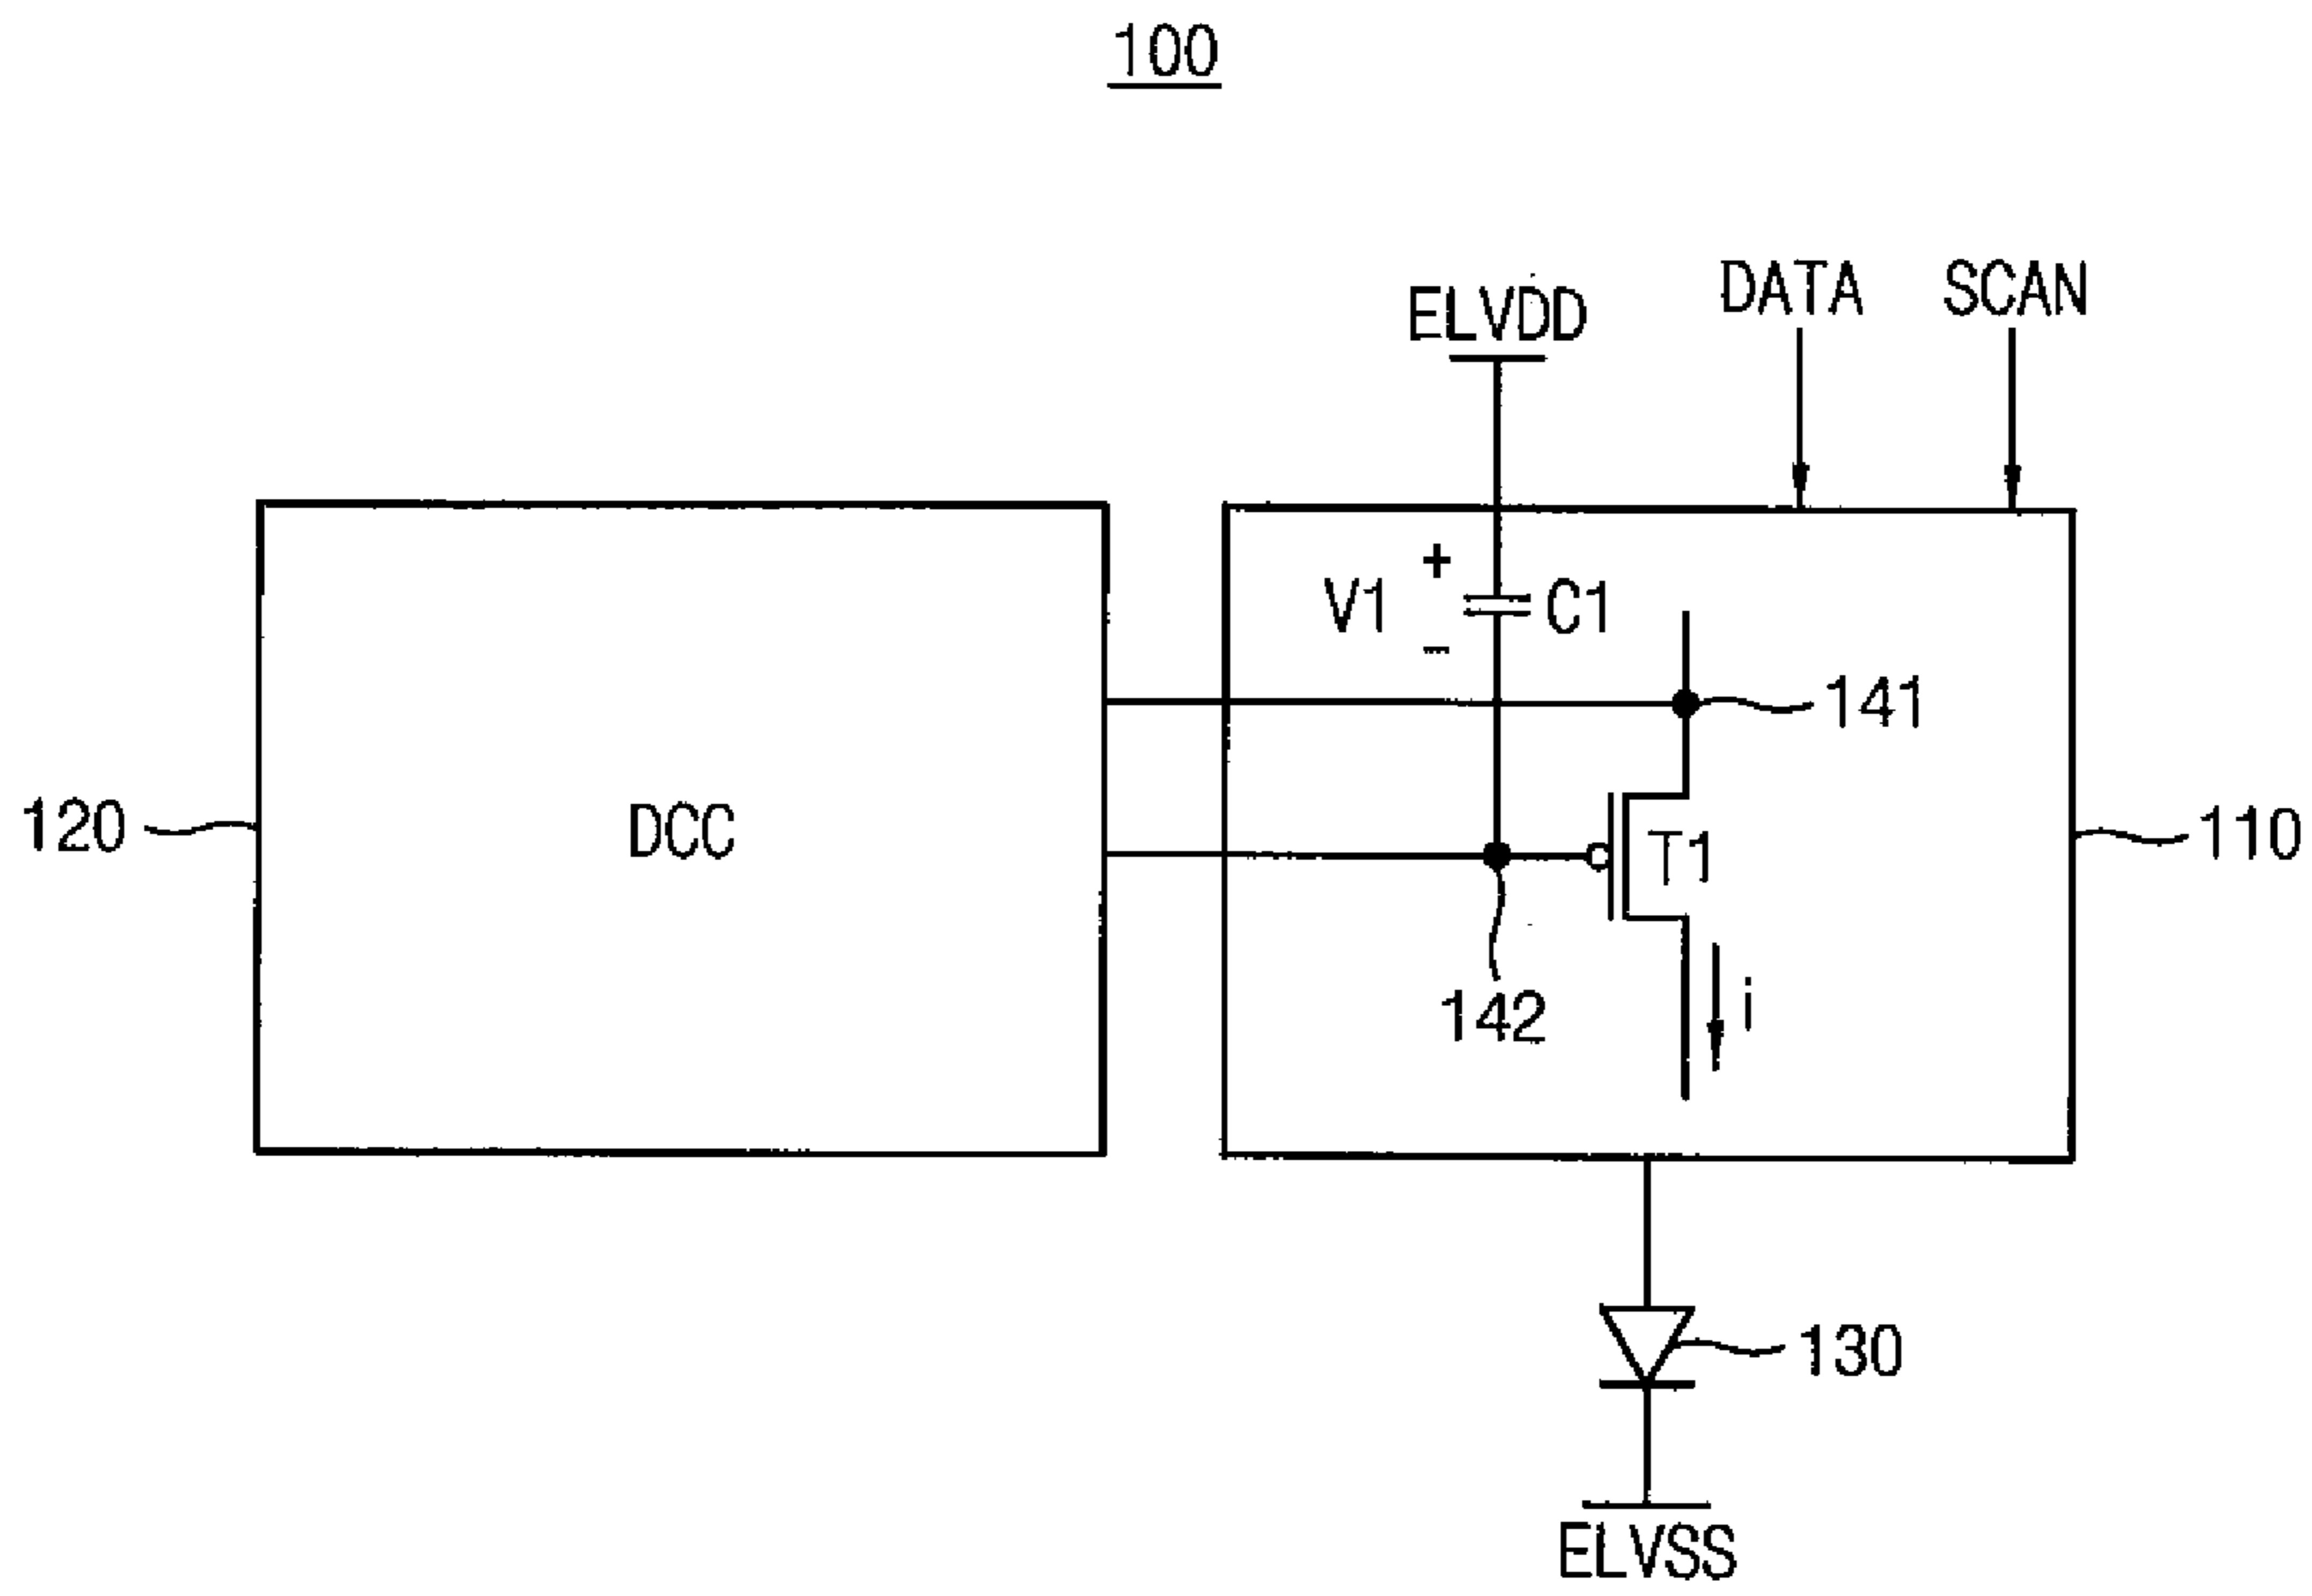 100
ELVDD
DATA
SCAN
+
V1
C1
-
141
120
DCC
T1
110
142
i
130
ELVSS